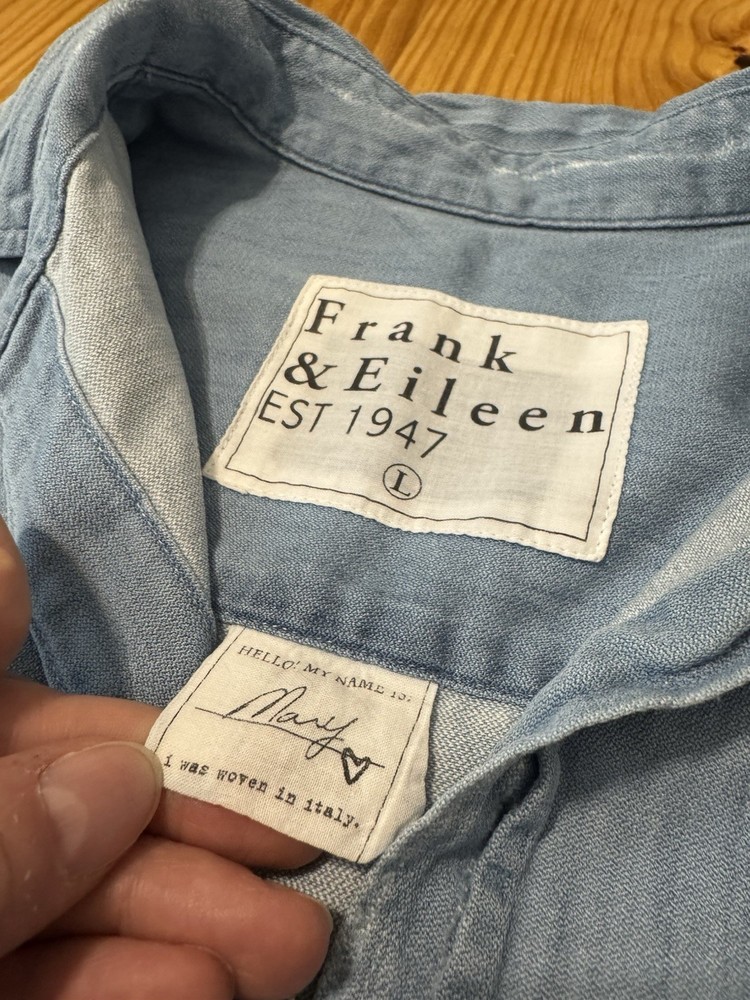 Frank
& Eileen
EST 1947
L
HELLO! MY NAME IS:
Mary
i was woven in italy.